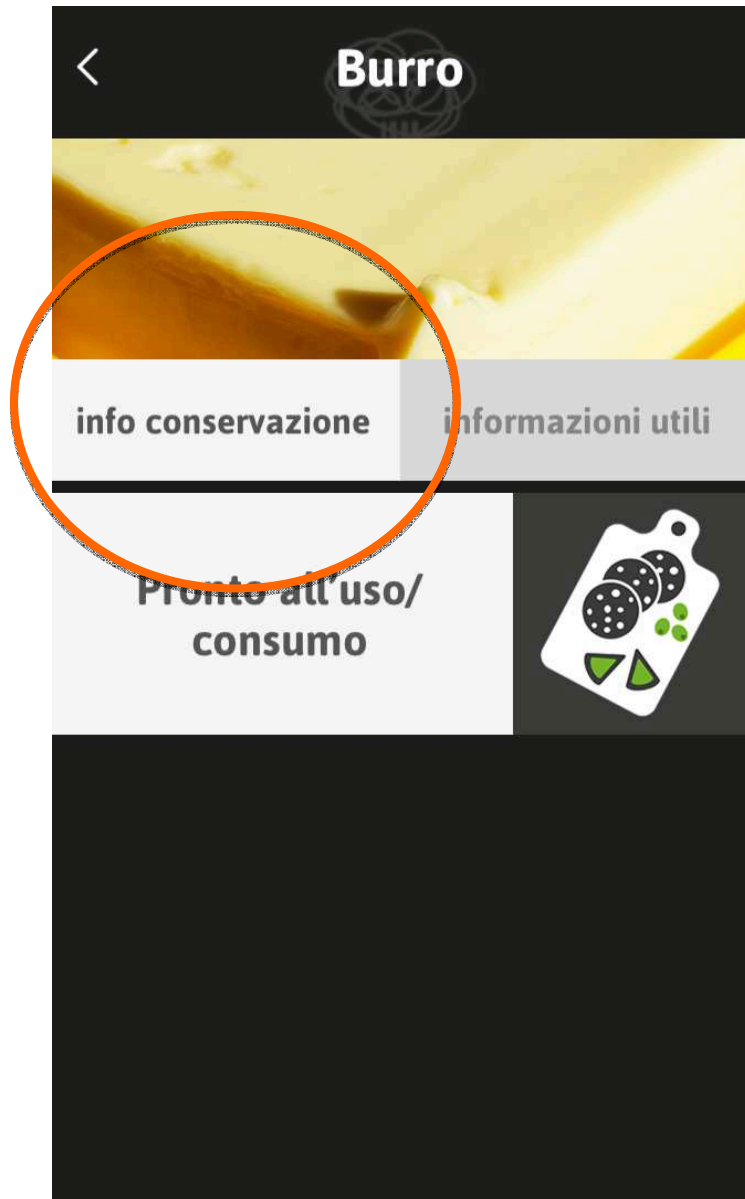 Burro
info conservazione
informazioni utili
Pronto all'uso/
consumo